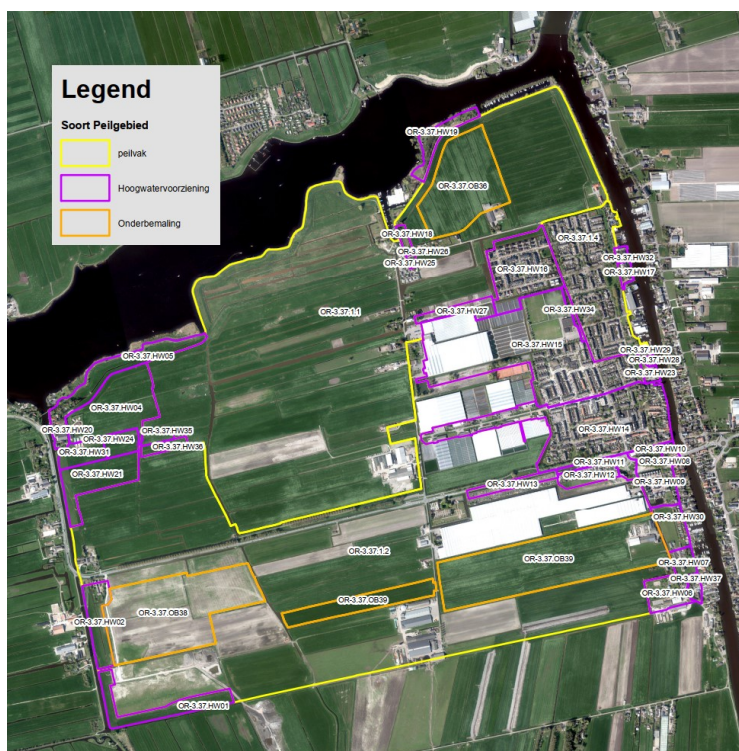 Legend
Soort Peilgebied
peilvak
Hoogwatervoorziening
Onderbemaling
OR-3.37.HW19
OR-3.37.OB36
OR-3.37.HW18
OR-3.37.HW26
OR-3.37.HW25
OR-3.37.1.4
OR-3.37.HW32
OR-3.37.HW17
OR-3.37.HW16
OR-3.37.1.1
OR-3.37.HW27
OR-3.37.HW34
OR-3.37.HW15
OR-3.37.HW29
OR-3.37.HW28
OR-3.37.HW23
OR-3.37.HW05
OR-3.37.HW04
OR-3.37.HW20
OR-3.37.HW35
OR-3.37.HW24
OR-3.37.HW36
OR-3.37.HW31
OR-3.37.HW21
OR-3.37.HW14
OR-3.37.HW10
OR-3.37.HW11
OR-3.37.HW08
OR-3.37.HW12
OR-3.37.HW13
OR-3.37.HW09
OR-3.37.HW30
OR-3.37.1.2
OR-3.37.OB39
OR-3.37.HW07
OR-3.37.HW37
OR-3.37.HW06
OR-3.37.OB39
OR-3.37.OB38
OR-3.37.HW02
OR-3.37.HW01